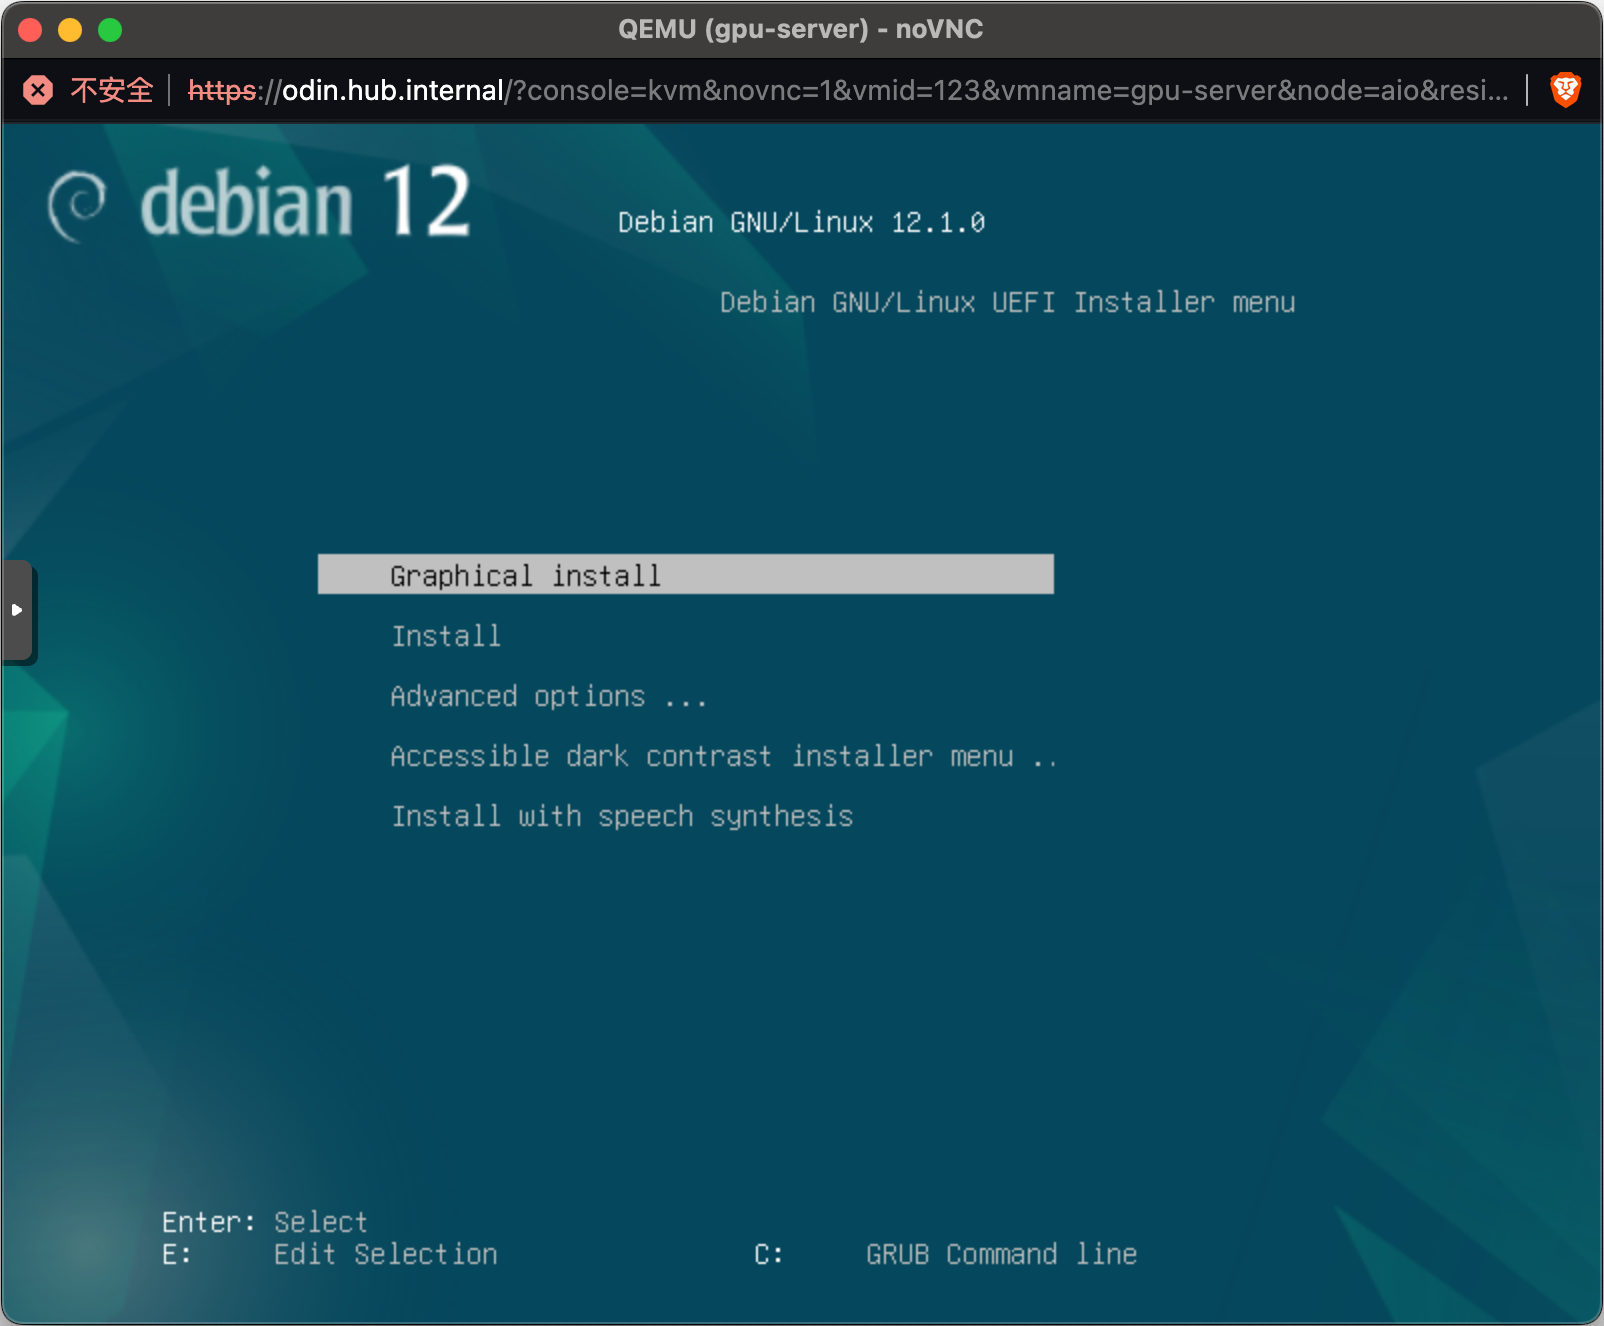 QEMU (gpu-server) - noVNC
不安全 https://odin.hub.internal/?console=kvm&novnc=1&vmid=123&vmname=gpu-server&node=aio&resi...
debian 12
Debian GNU/Linux 12.1.0
Debian GNU/Linux UEFI Installer menu
Graphical install
Install
Advanced options ...
Accessible dark contrast installer menu ..
Install with speech synthesis
Enter: Select
E: Edit Selection C: GRUB Command line